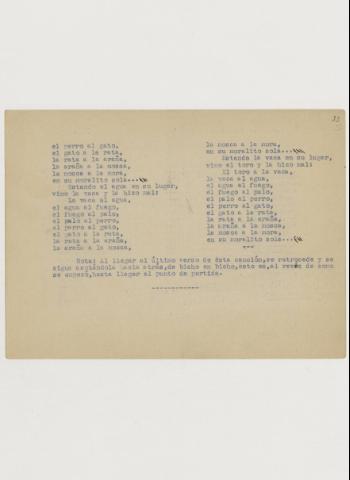 el perro al gato,
el gato a la rata,
la rata a la araña,
la araña a la mosca,
la mosca a la mora,
en su moralito sola...
Estando el agua en su lugar,
vino la vaca y la hizo mal:
La vaca al agua,
el agua al fuego,
el fuego al palo,
el palo al perro,
el perro al gato,
el gato a la rata,
la rata a la araña,
la araña a la mosca,
la mosca a la mora,
en su moralito sola...
Estando la vaca en su lugar,
vino el toro y la hizo mal:
El toro a la vaca,
la vaca al agua,
el agua al fuego,
el fuego al palo,
el palo al perro,
el perro al gato,
el gato a la rata,
la rata a la araña,
la araña a la mosca,
la mosca a la mora,
en su moralito sola...
Nota: Al llegar al último verso de ésta canción, se retrocede y se
sigue cantándola hacia atrás, de bicho en bicho, esto es, al revés de como
se empezó, hasta llegar al punto de partida.